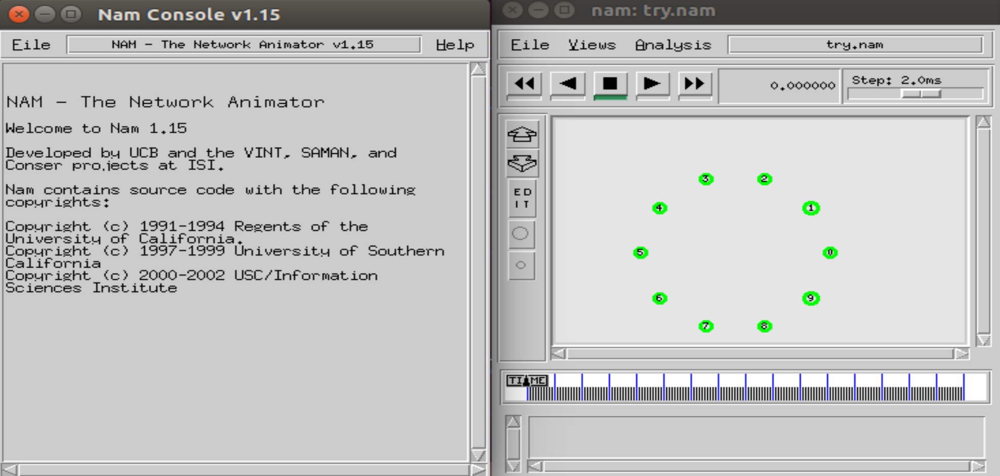 Nam Console v1.15
File NAM - The Network Animator v1.15 Help
NAM - The Network Animator
Welcome to Nam 1.15
Developed by UCB and the VINT, SAMAN, and
Conser projects at ISI.
Nam contains source code with the following
copyrights:
Copyright (c) 1991-1994 Regents of the
University of California.
Copyright (c) 1997-1999 University of Southern
California
Copyright (c) 2000-2002 USC/Information
Sciences Institute
nam: try.nam
File Views Analysis try.nam
0.000000 Step: 2.0ms
ED
IT
3 2
4 1
5 0
6 9
7 8
TIME